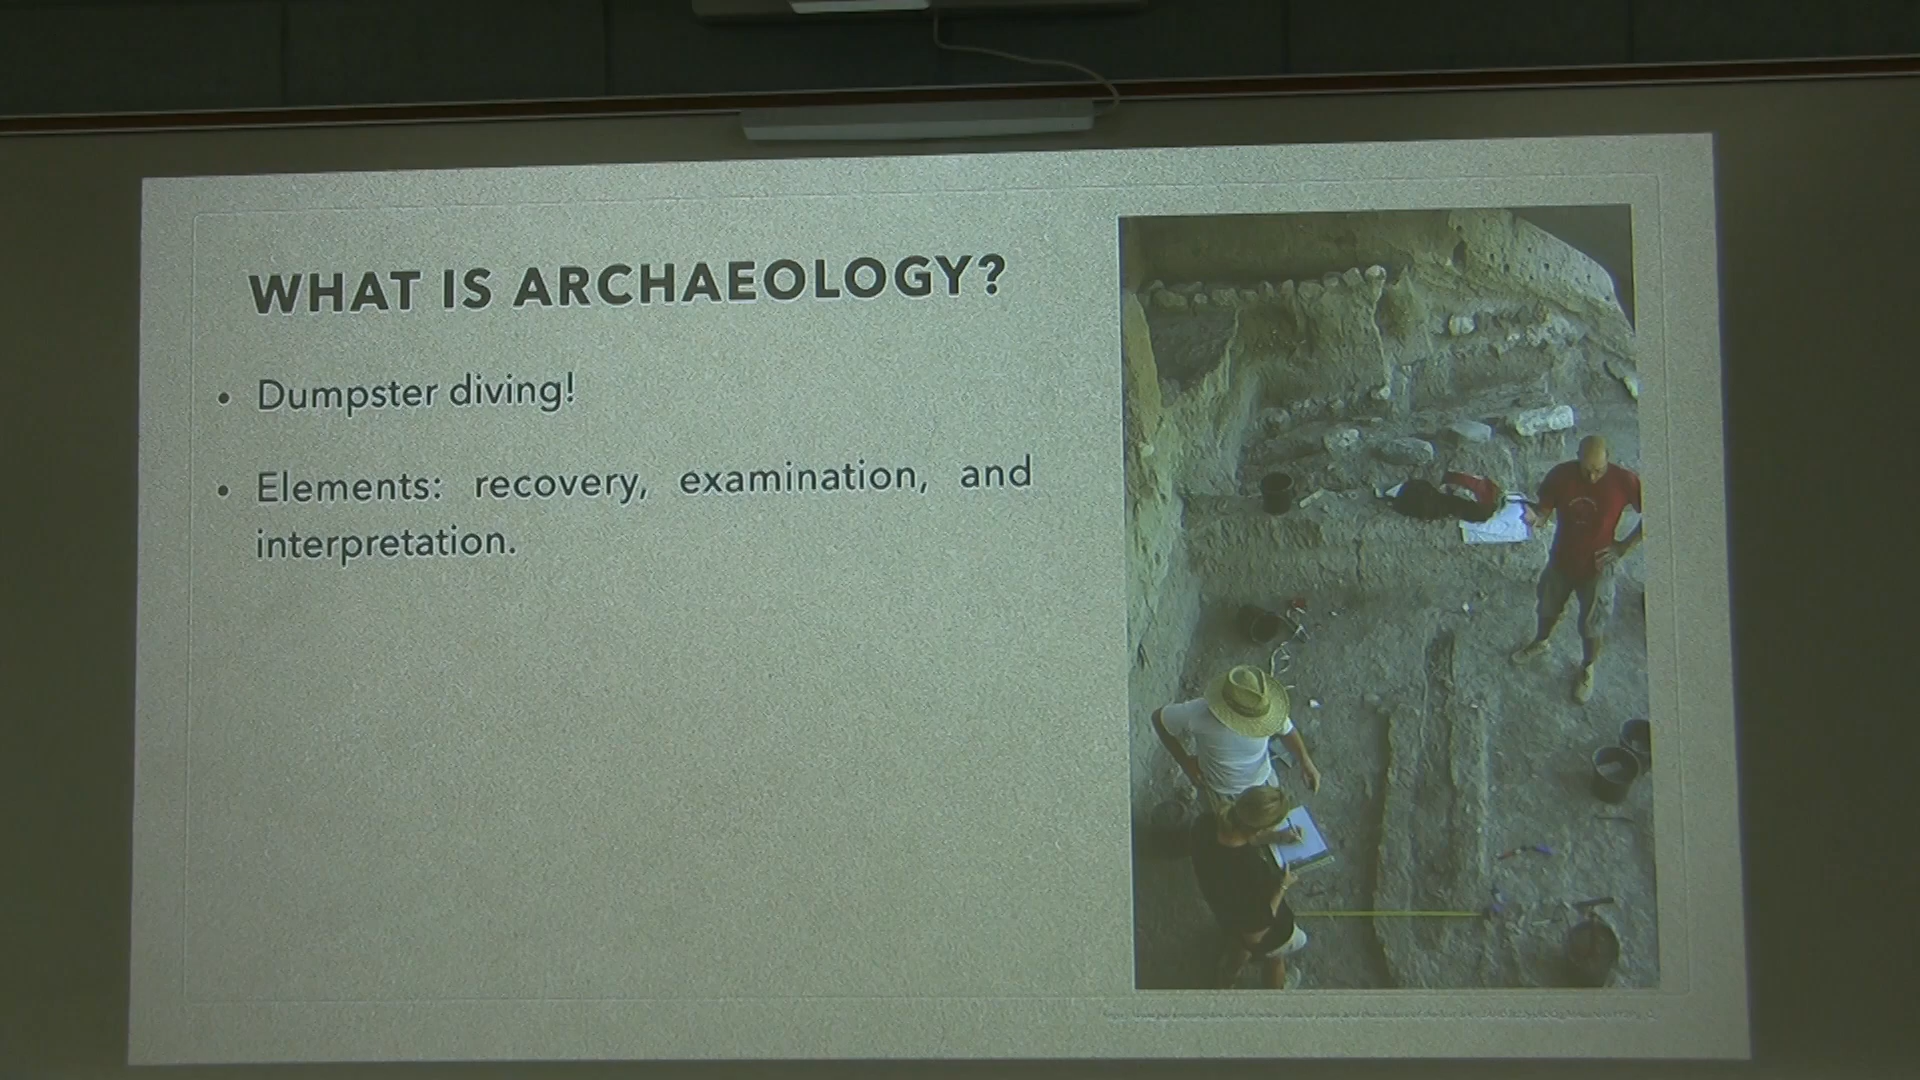 WHAT IS ARCHAEOLOGY?
• Dumpster diving!
• Elements: recovery, examination, and
interpretation.